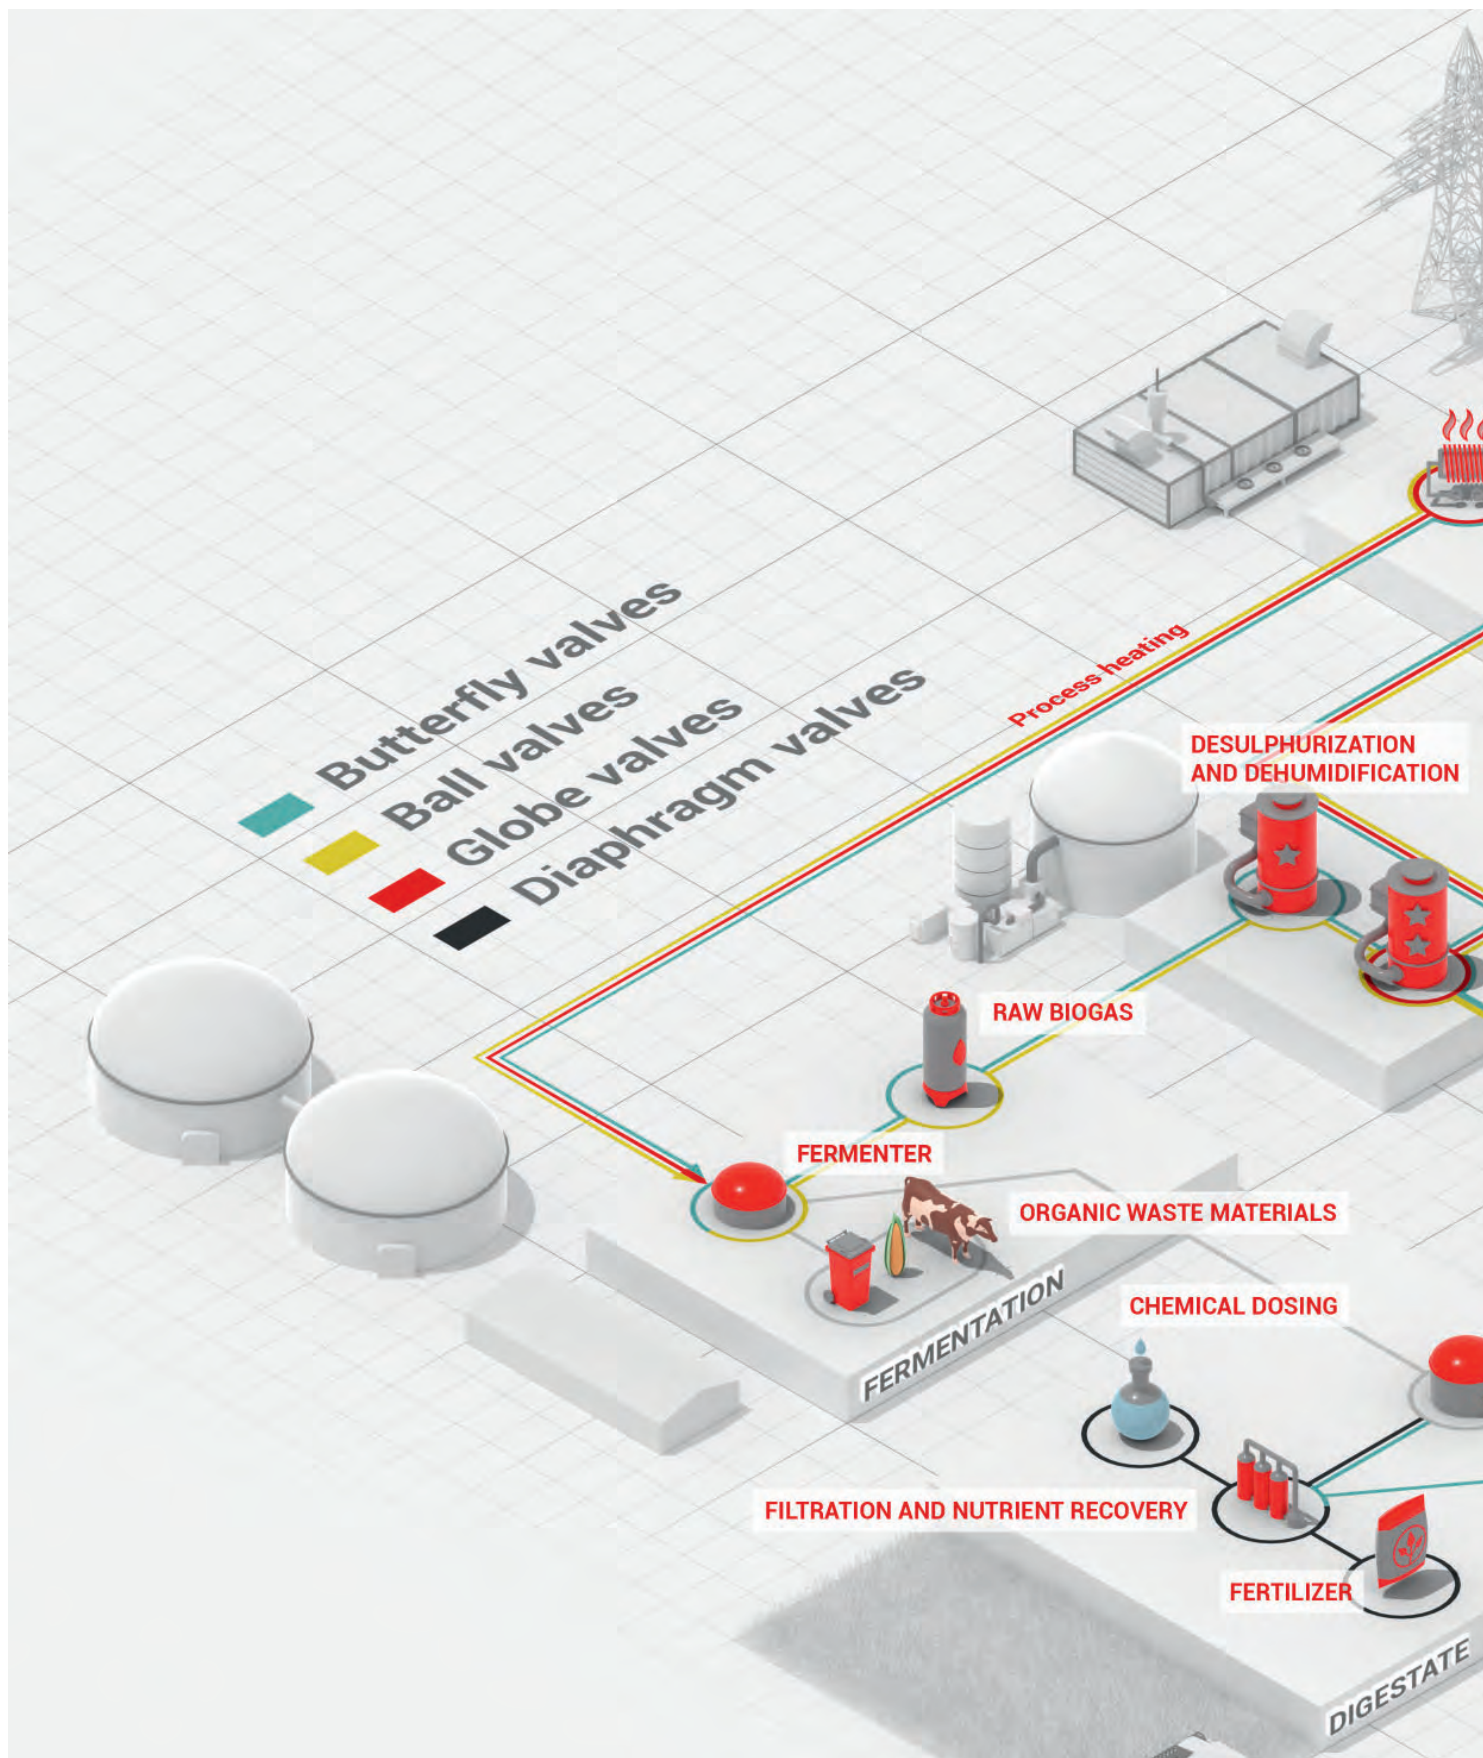 Butterfly valves
Ball valves
Globe valves
Diaphragm valves
Process heating
DESULPHURIZATION
AND DEHUMIDIFICATION
RAW BIOGAS
FERMENTER
ORGANIC WASTE MATERIALS
FERMENTATION
CHEMICAL DOSING
FILTRATION AND NUTRIENT RECOVERY
FERTILIZER
DIGESTATE